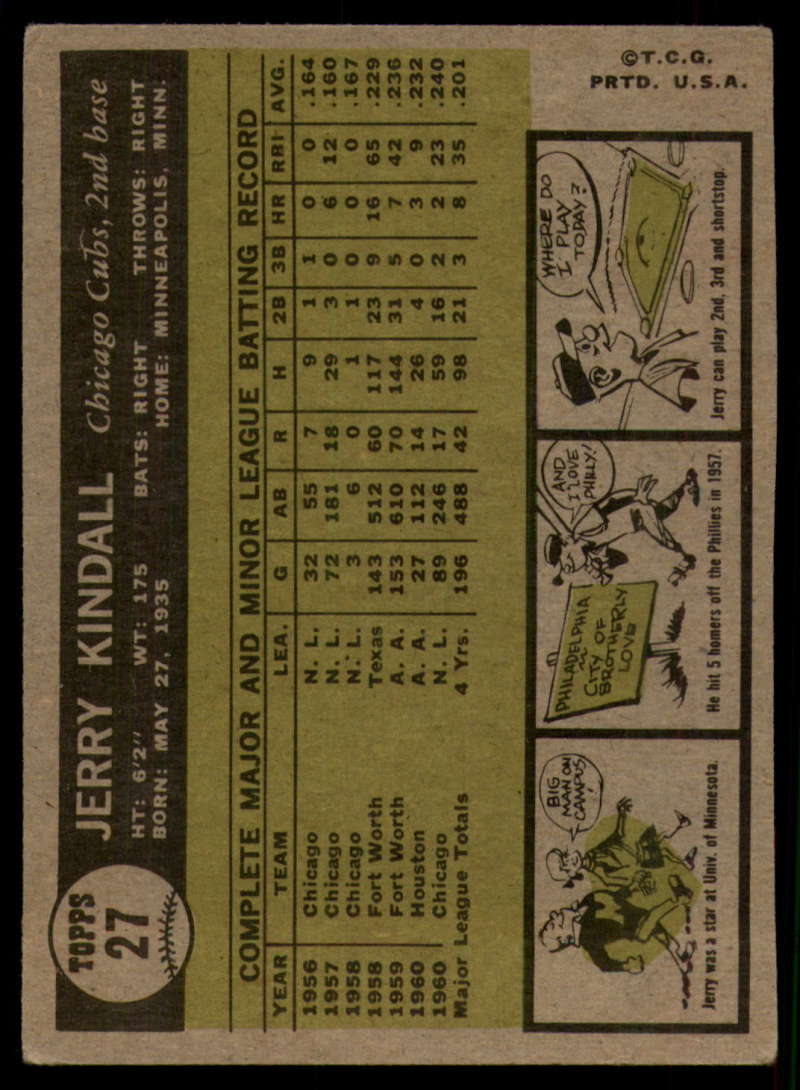 TOPPS
27
JERRY KINDALL Chicago Cubs, 2nd base
HT: 6'2" WT: 175 BATS: RIGHT THROWS: RIGHT
BORN: MAY 27, 1935 HOME: MINNEAPOLIS, MINN.
COMPLETE MAJOR AND MINOR LEAGUE BATTING RECORD
YEAR TEAM LEA. G AB R H 2B 3B HR RBI AVG.
1956 Chicago N. L. 32 55 7 9 1 1 0 0 .164
1957 Chicago N. L. 72 181 18 29 3 0 6 12 .160
1958 Chicago N. L. 3 6 0 1 1 0 0 0 .167
1958 Fort Worth Texas 143 512 60 117 23 9 16 65 .229
1959 Fort Worth A. A. 153 610 70 144 31 5 7 42 .236
1960 Houston A. A. 27 112 14 26 4 0 3 9 .232
1960 Chicago N. L. 89 246 17 59 16 2 2 23 .240
Major League Totals 4 Yrs. 196 488 42 98 21 3 8 35 .201
BIG
MAN ON
CAMPUS!
Jerry was a star at Univ. of Minnesota.
PHILADELPHIA
CITY OF
BROTHERLY
LOVE
AND
I LOVE
PHILLY!
He hit 5 homers off the Phillies in 1957.
WHERE DO
I PLAY
TODAY?
Jerry can play 2nd, 3rd and shortstop.
©T.C.G.
PRTD. U.S.A.